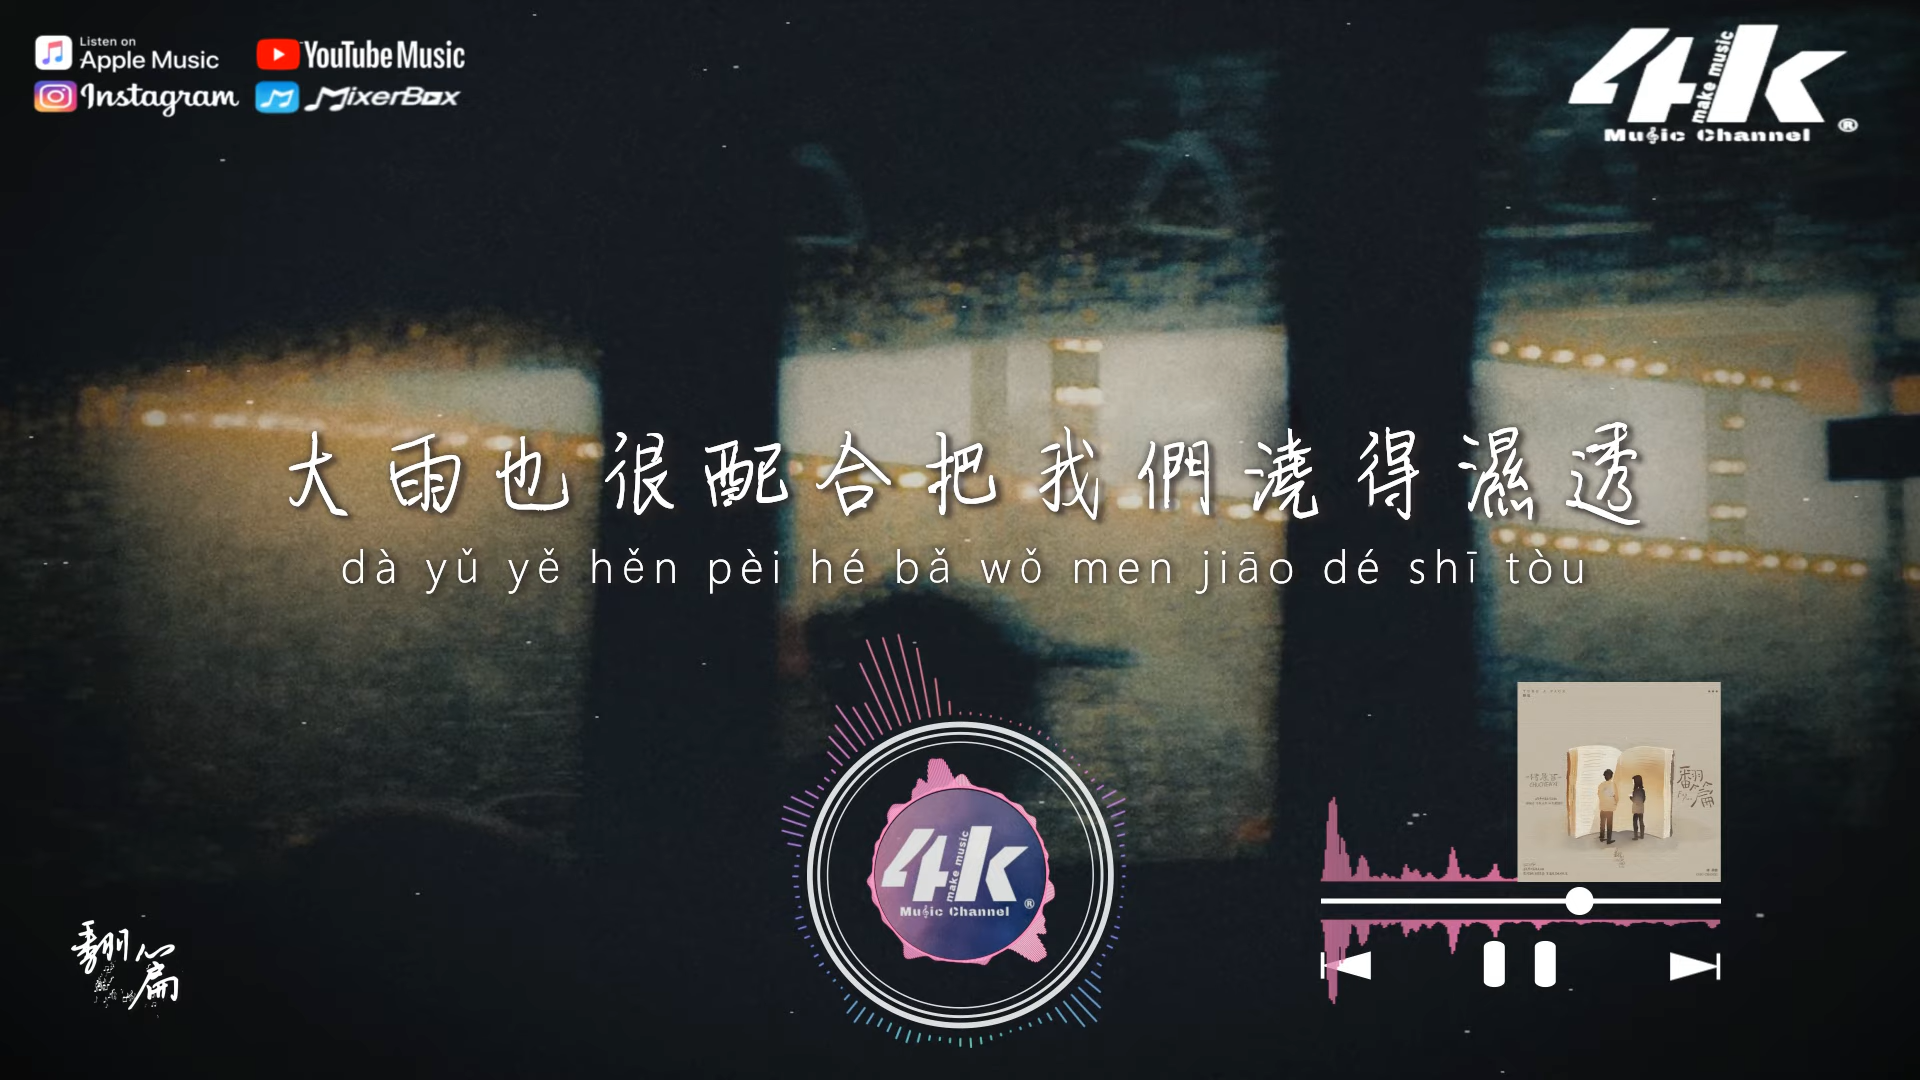 Listen on
Apple Music
YouTube Music
Instagram
MixerBox
4k
make music
Music Channel ®
大雨也很配合把我們澆得濕透
dà yǔ yě hěn pèi hé bǎ wǒ men jiāo dé shī tòu
4k
make music
Music Channel ®
翻篇
翻篇